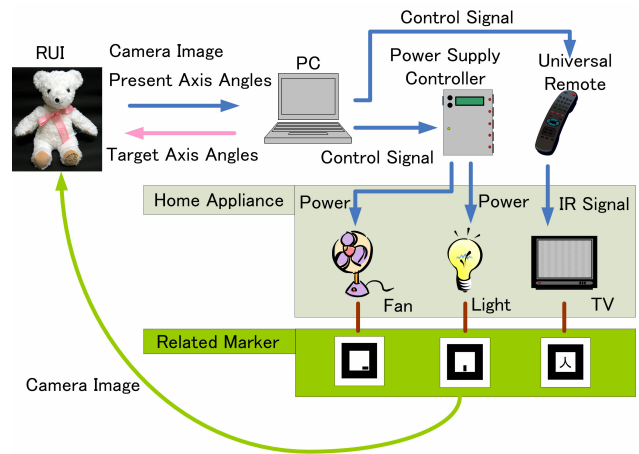 Control Signal
RUI
Camera Image
Present Axis Angles
PC
Power Supply
Controller
Universal
Remote
Target Axis Angles
Control Signal
Home Appliance
Power
Power
IR Signal
Fan
Light
TV
Related Marker
人
Camera Image